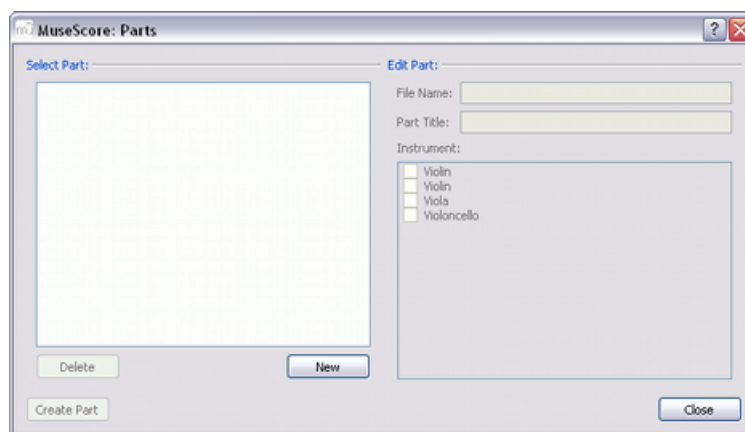 MuseScore: Parts
Select Part:
Delete
New
Create Part
Edit Part:
File Name:
Part Title:
Instrument:
Violin
Violin
Viola
Violoncello
Close